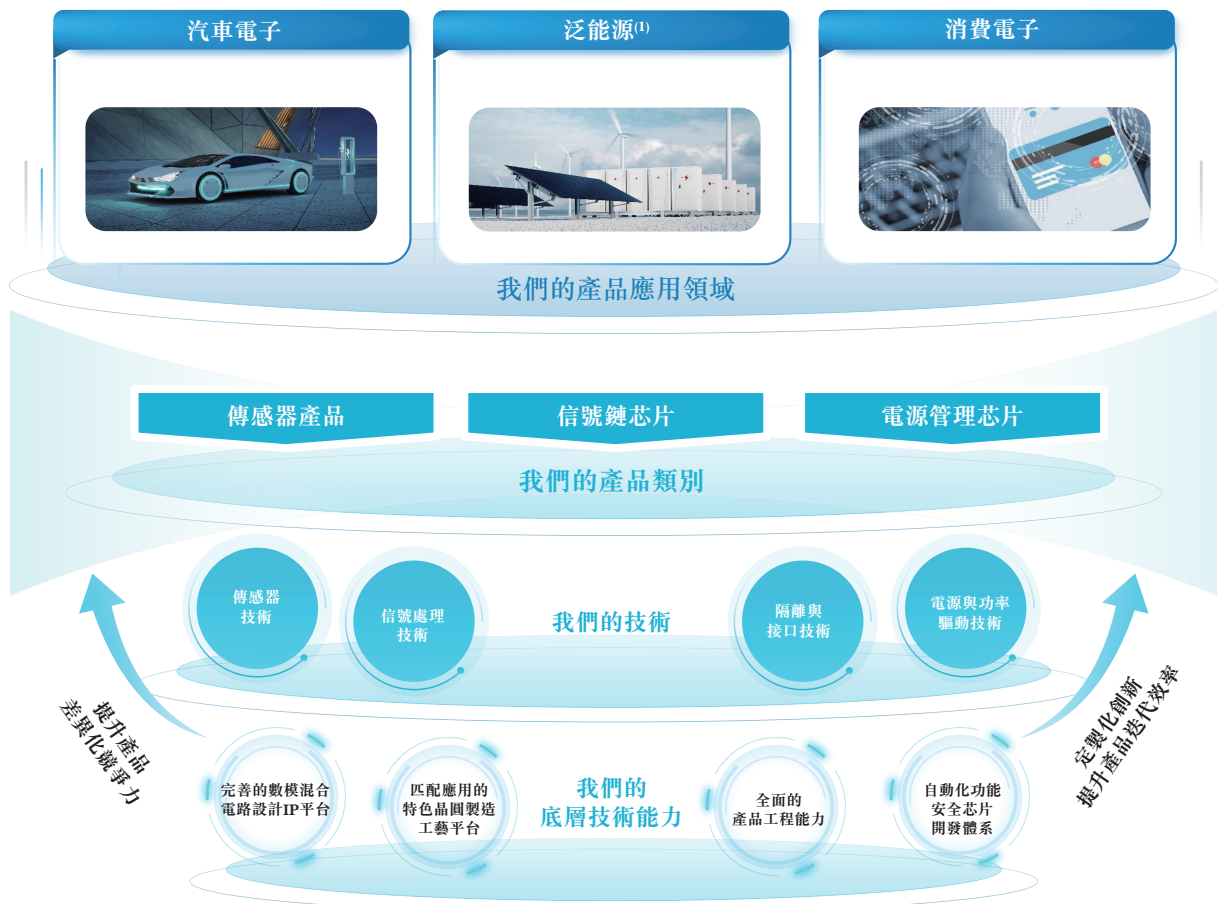 汽車電子
泛能源(1)
消費電子
我們的產品應用領域
傳感器產品
信號鏈芯片
電源管理芯片
我們的產品類別
傳感器
技術
信號處理
技術
我們的技術
隔離與
接口技術
電源與功率
驅動技術
提升產品
差異化競爭力
定製化創新
提升產品迭代效率
完善的數模混合
電路設計IP平台
匹配應用的
特色晶圓製造
工藝平台
我們的
底層技術能力
全面的
產品工程能力
自動化功能
安全芯片
開發體系